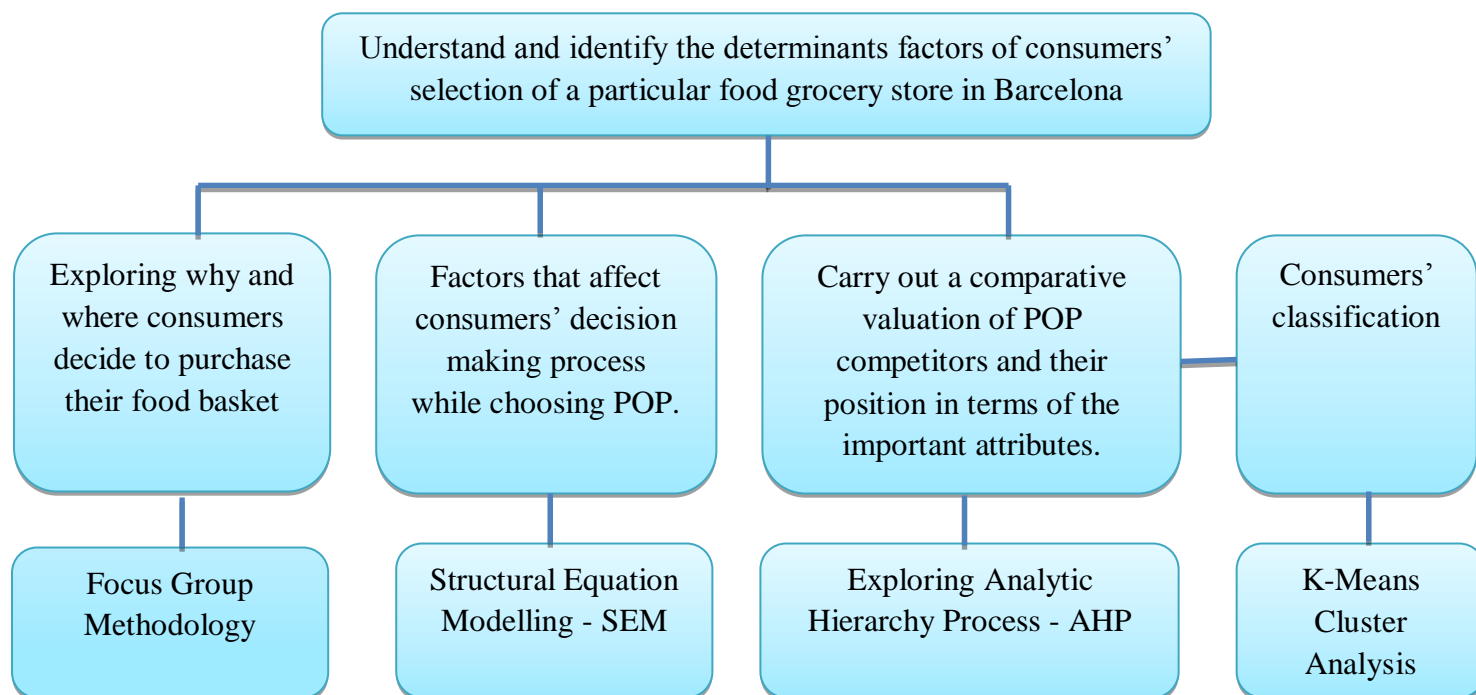 Understand and identify the determinants factors of consumers’
selection of a particular food grocery store in Barcelona
Exploring why and
where consumers
decide to purchase
their food basket
Factors that affect
consumers’ decision
making process
while choosing POP.
Carry out a comparative
valuation of POP
competitors and their
position in terms of the
important attributes.
Consumers’
classification
Focus Group
Methodology
Structural Equation
Modelling - SEM
Exploring Analytic
Hierarchy Process - AHP
K-Means
Cluster
Analysis